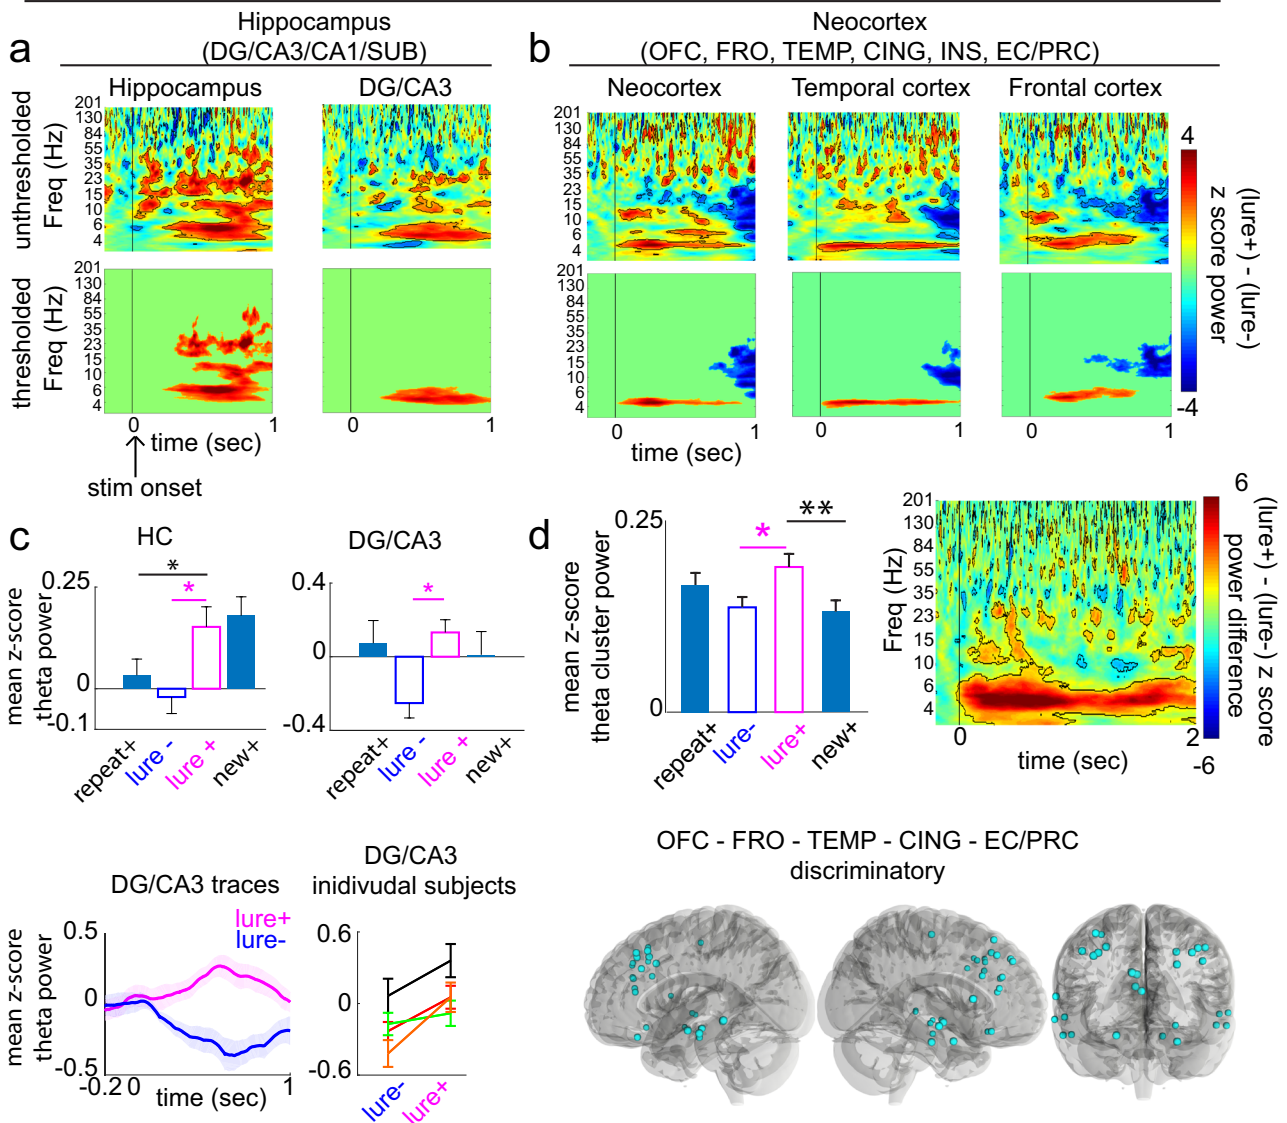 a
Hippocampus
(DG/CA3/CA1/SUB)
Hippocampus
DG/CA3
unthresholded
Freq (Hz)
201
130
84
55
35
23
15
10
6
4
thresholded
Freq (Hz)
201
130
84
55
35
23
15
10
6
4
0
1
0
1
time (sec)
stim onset
b
Neocortex
(OFC, FRO, TEMP, CING, INS, EC/PRC)
Neocortex
Temporal cortex
Frontal cortex
201
130
84
55
35
23
15
10
6
4
201
130
84
55
35
23
15
10
6
4
0
1
0
1
0
1
time (sec)
4
-4
(lure+) - (lure-)
z score power
c
HC
mean z-score
theta power
0.25
0
-0.1
*
*
repeat+
lure -
lure +
new+
DG/CA3
0.4
0
-0.4
*
repeat+
lure -
lure +
new+
DG/CA3 traces
lure+
lure-
mean z-score
theta power
0.5
0
-0.5
-0.2 0
1
time (sec)
DG/CA3
inidivudal subjects
0.6
0
-0.6
lure-
lure+
d
mean z-score
theta cluster power
0.25
0
*
**
repeat+
lure-
lure+
new+
Freq (Hz)
201
130
84
55
35
23
15
10
6
4
0
2
time (sec)
6
-6
(lure+) - (lure-) z score
power difference
OFC - FRO - TEMP - CING - EC/PRC
discriminatory